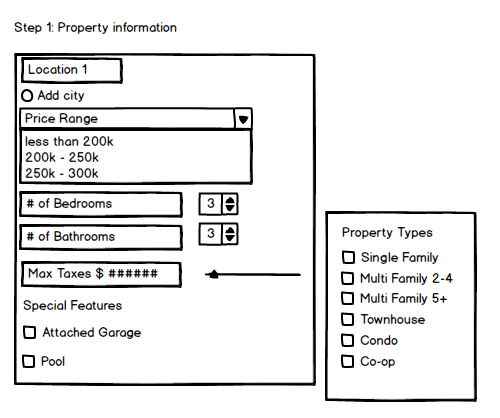 Step 1: Property information
Location 1
Add city
Price Range
less than 200k
200k - 250k
250k - 300k
# of Bedrooms 3
# of Bathrooms 3
Max Taxes $ ######
Special Features
Attached Garage
Pool
Property Types
Single Family
Multi Family 2-4
Multi Family 5+
Townhouse
Condo
Co-op